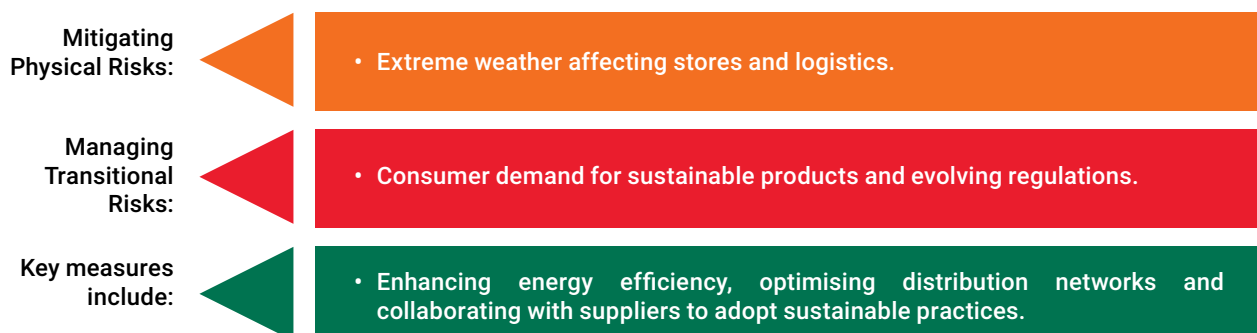 Mitigating
Physical Risks:
• Extreme weather affecting stores and logistics.
Managing
Transitional
Risks:
• Consumer demand for sustainable products and evolving regulations.
Key measures
include:
• Enhancing energy efficiency, optimising distribution networks and
collaborating with suppliers to adopt sustainable practices.